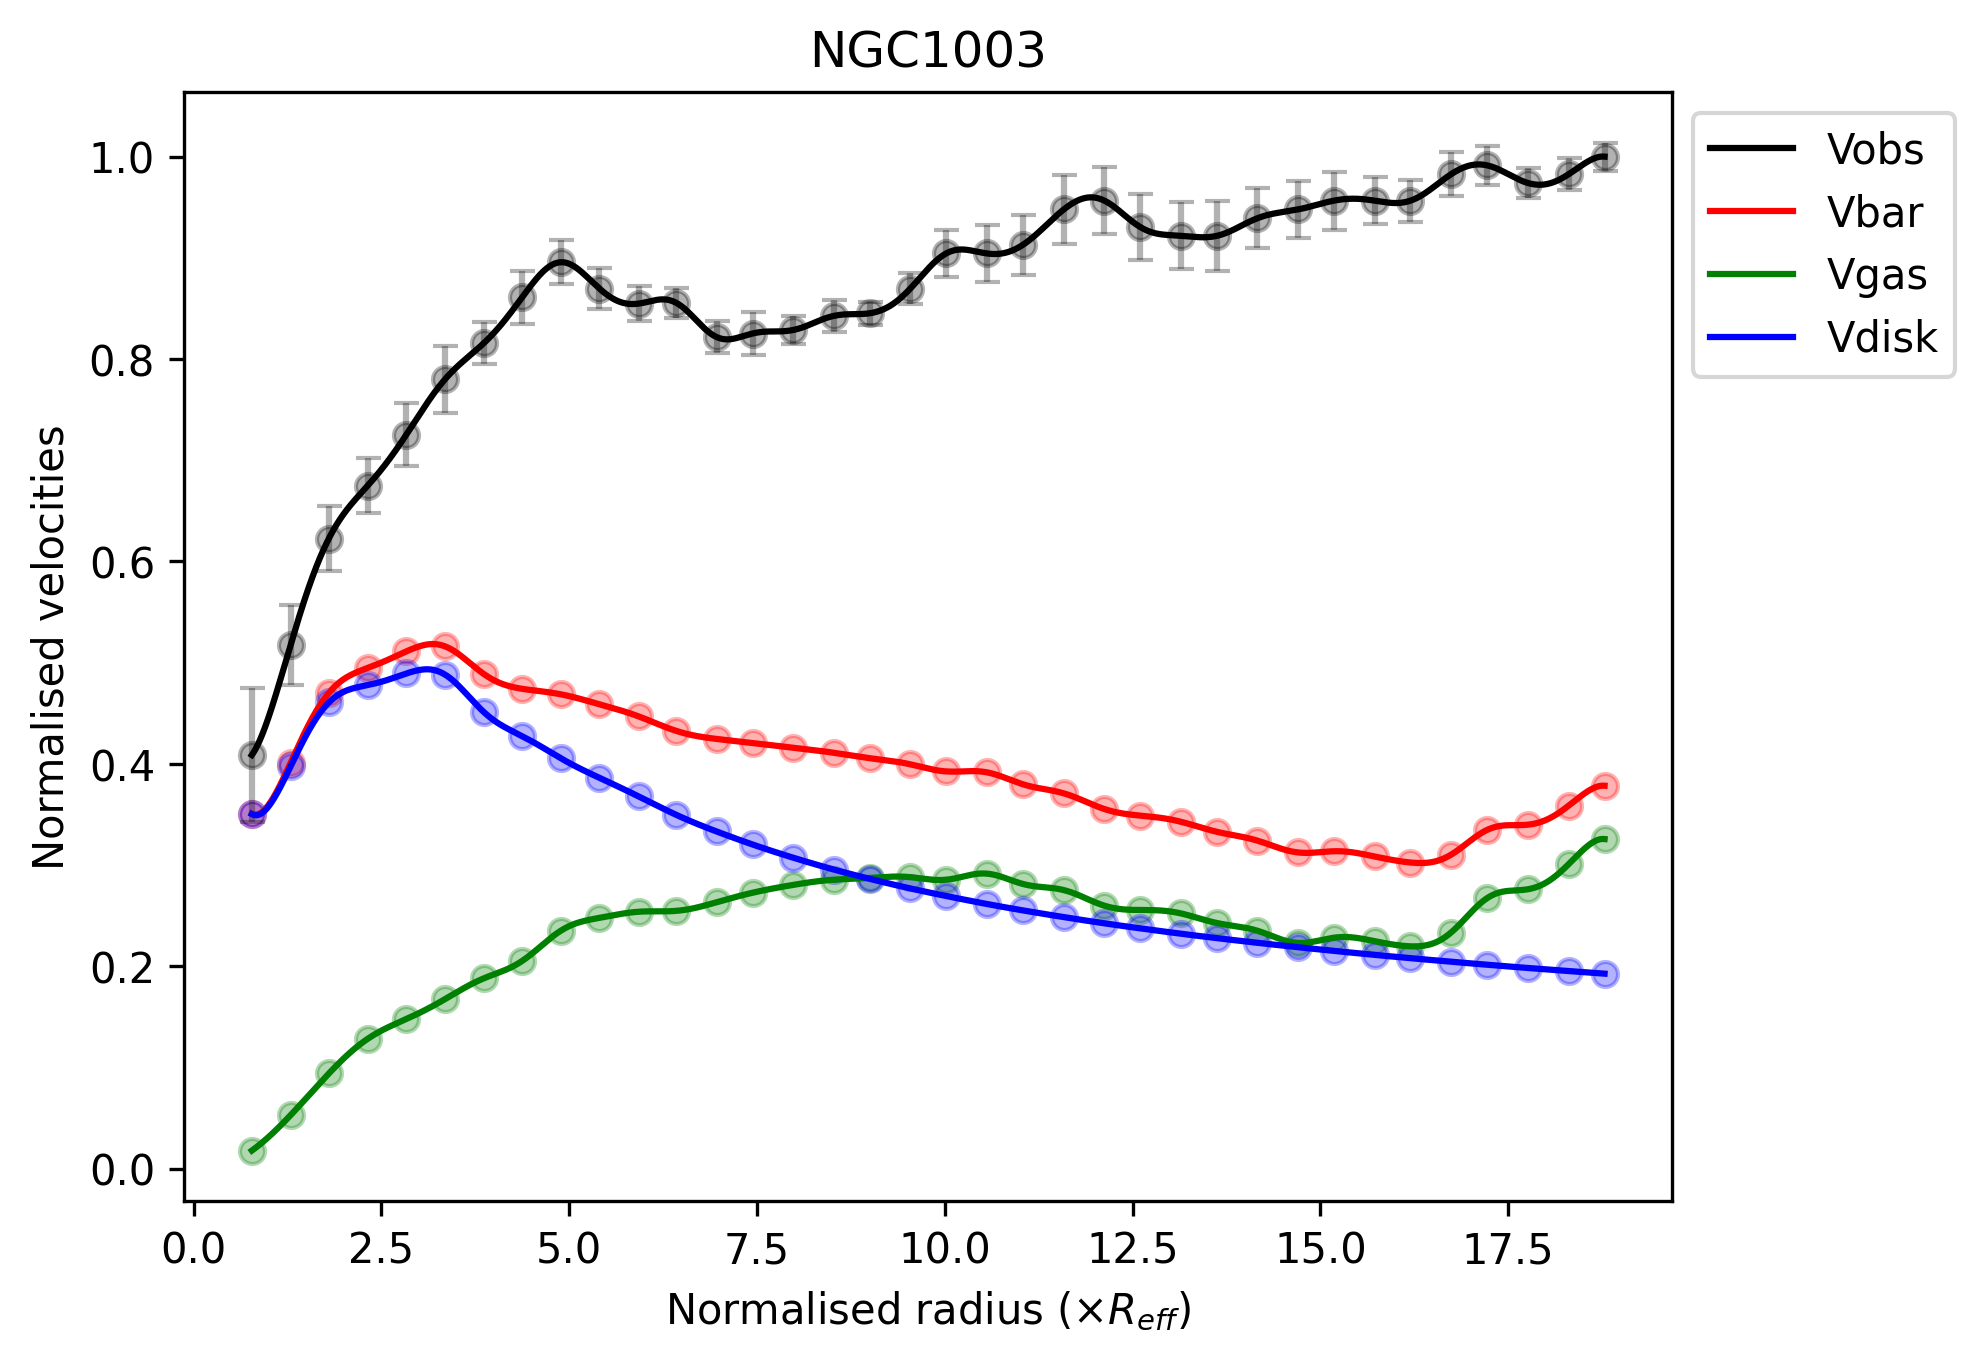 NGC1003
Vobs
Vbar
Vgas
Vdisk
1.0
0.8
0.6
0.4
0.2
0.0
Normalised velocities
0.0 2.5 5.0 7.5 10.0 12.5 15.0 17.5
Normalised radius (×R_eff)